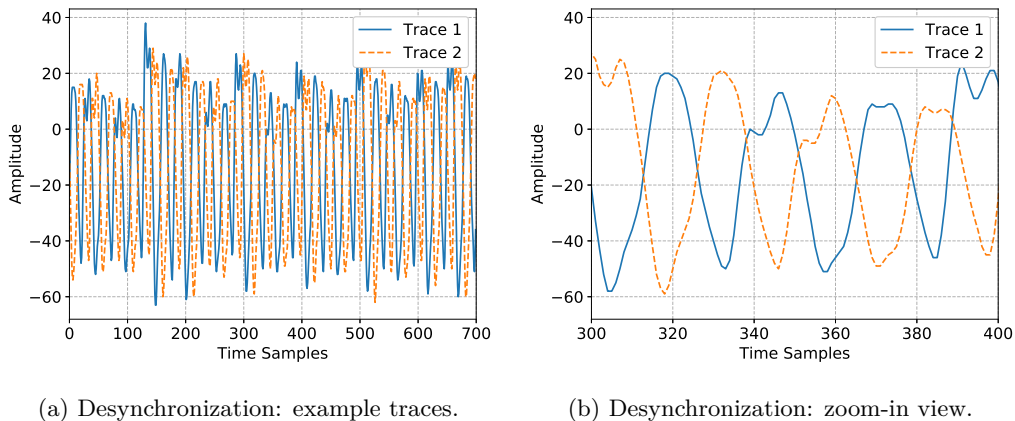 40
20
0
−20
−40
−60
Amplitude
0 100 200 300 400 500 600 700
Time Samples
Trace 1
Trace 2
(a) Desynchronization: example traces.
40
20
0
−20
−40
−60
Amplitude
300 320 340 360 380 400
Time Samples
Trace 1
Trace 2
(b) Desynchronization: zoom-in view.